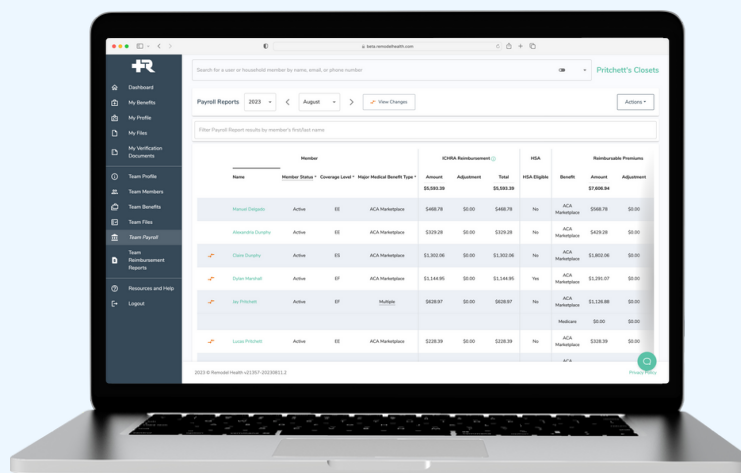 beta.remodelhealth.com
+R
Search for a user or household member by name, email, or phone number
Pritchett's Closets
Dashboard
My Benefits
My Profile
My Files
My Verification
Documents
Team Profile
Team Members
Team Benefits
Team Files
Team Payroll
Team
Reimbursement
Reports
Resources and Help
Logout
Payroll Reports 2023 August View Changes Actions
Filter Payroll Report results by member's first/last name
Member ICHRA Reimbursement HSA Reimbursable Premiums
Name Member Status * Coverage Level * Major Medical Benefit Type * Amount Adjustment Total HSA Eligible Benefit Amount Adjustment
$5,593.39 $5,593.39 $7,606.94
Manuel Delgado Active EE ACA Marketplace $468.79 $0.00 $468.79 No ACA Marketplace $568.79 $0.00
Alexandria Dunphy Active EE ACA Marketplace $329.28 $0.00 $329.28 No ACA Marketplace $429.28 $0.00
Claire Dunphy Active ES ACA Marketplace $1,302.06 $0.00 $1,302.06 No ACA Marketplace $1,802.06 $0.00
Dylan Marshall Active EF ACA Marketplace $1,144.95 $0.00 $1,144.95 Yes ACA Marketplace $1,291.07 $0.00
Jay Pritchett Active EF Multiple $828.97 $0.00 $828.97 No ACA Marketplace $1,128.88 $0.00
Medicare $0.00 $0.00
Lucas Pritchett Active EE ACA Marketplace $228.39 $0.00 $228.39 No ACA Marketplace $328.39 $0.00
ACA
2023 © Remodel Health v21357-20230811.2
Privacy Policy